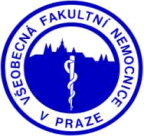 VŠEOBECNÁ FAKULTNÍ NEMOCNICE
V PRAZE